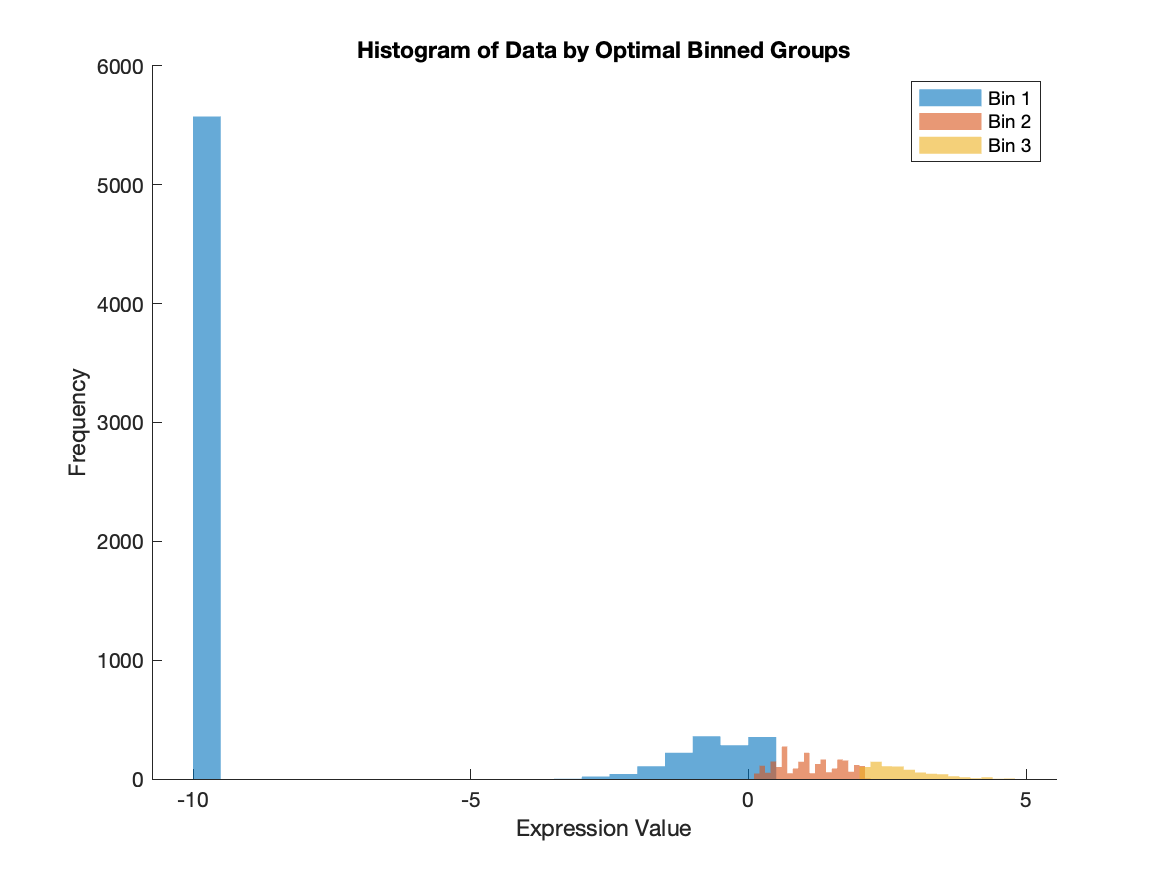 Histogram of Data by Optimal Binned Groups
6000
5000
4000
3000
2000
1000
0
Frequency
-10
-5
0
5
Expression Value
Bin 1
Bin 2
Bin 3